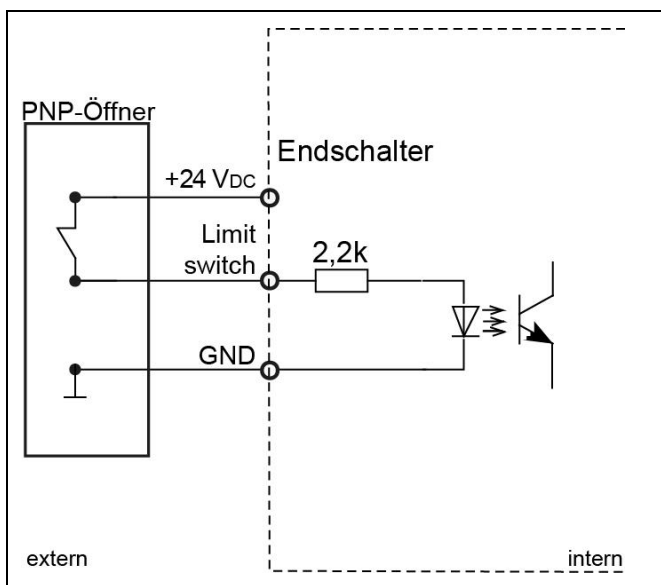 PNP-Öffner
Endschalter
+24 VDC
Limit
switch
2,2k
GND
extern
intern